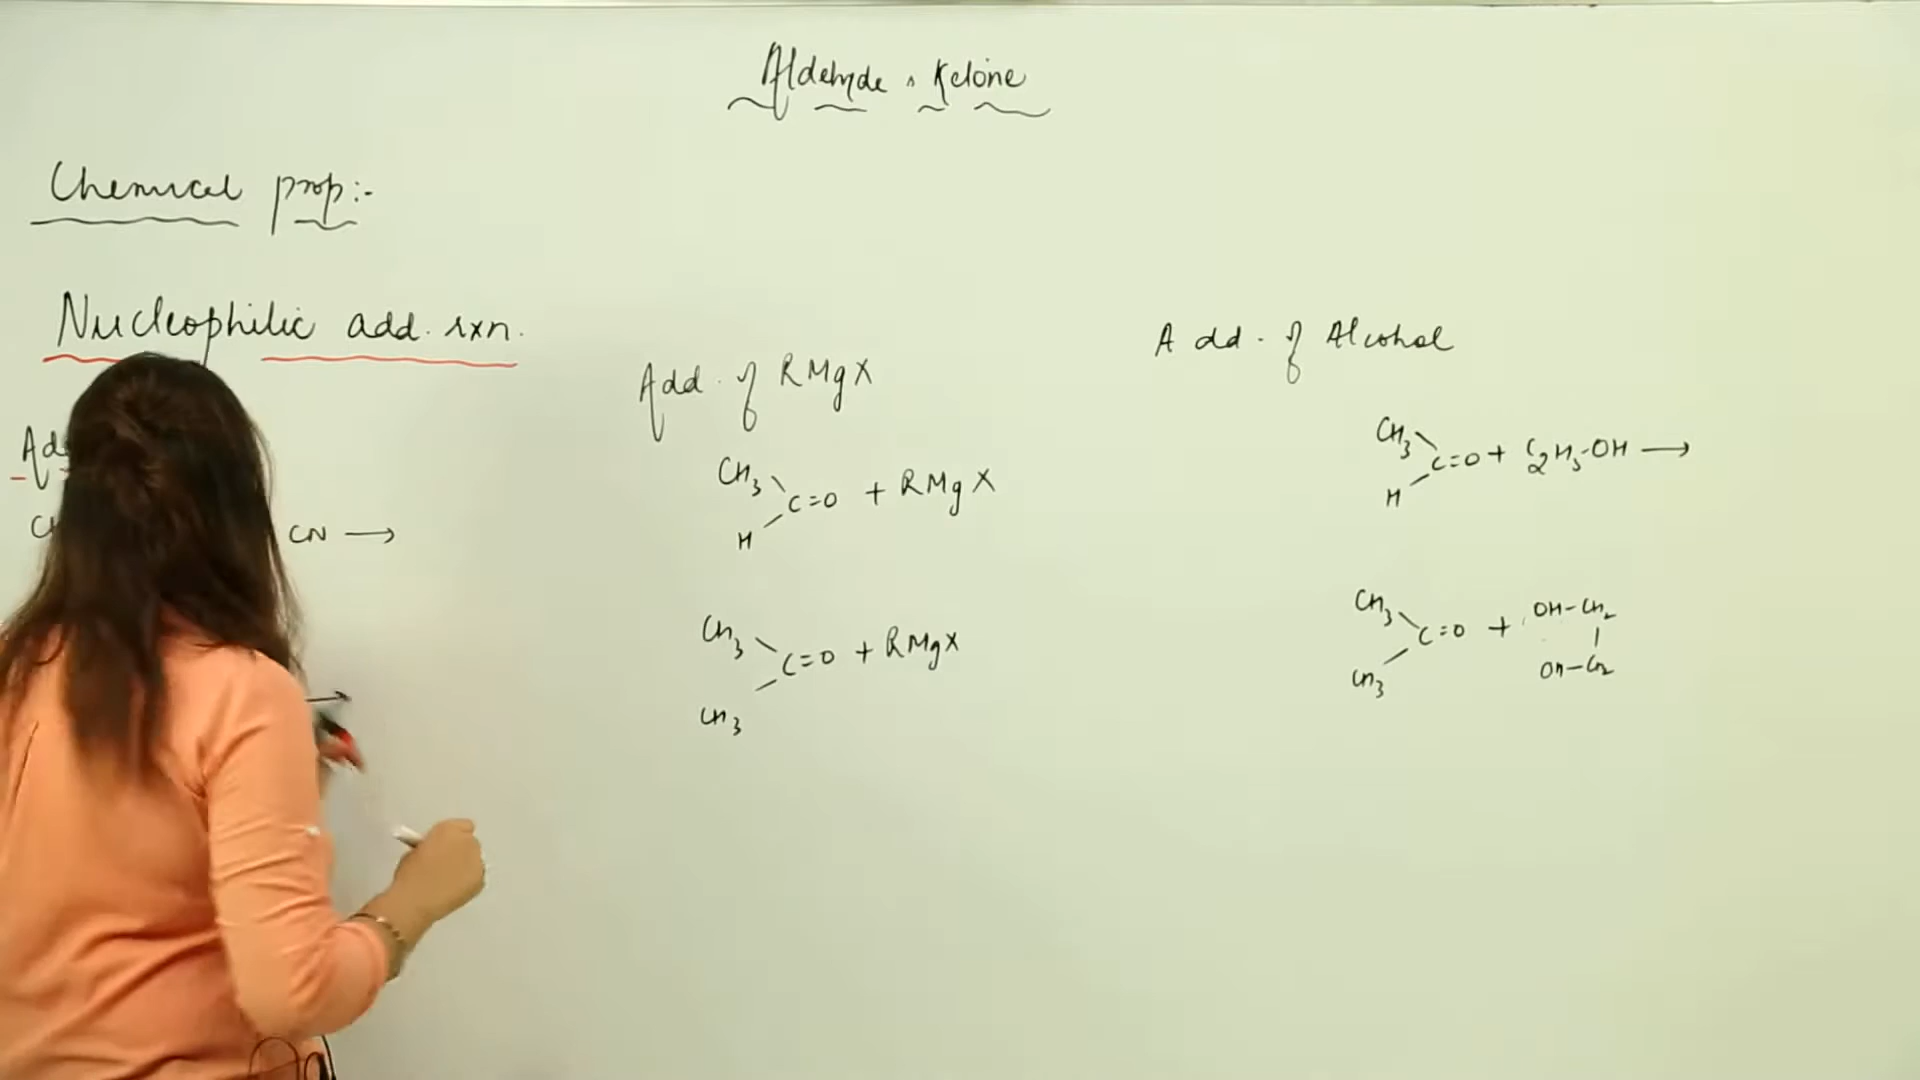 Aldehyde & Ketone
Chemical prop:-
Nucleophilic add. rxn.
CN ⟶
Add. of RMgX
CH3
C=O + RMgX
H
CH3
C=O + RMgX
CH3
Add. of Alcohol
CH3
C=O + C2H5-OH ⟶
H
CH3
C=O + OH-CH2
|
OH-CH2
CH3